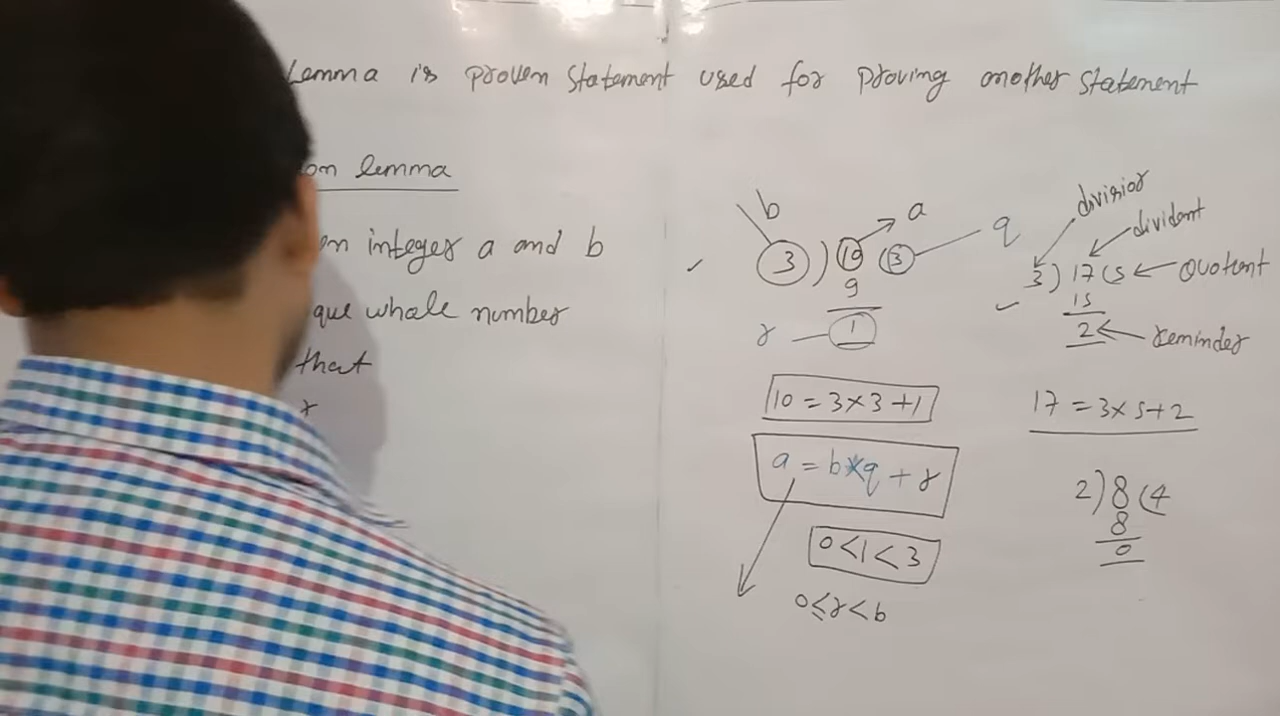 Lemma is proven statement used for proving another statement
on lemma
en integer a and b
que whole number
that
r
b
a
q
3 ) 10 ( 3
9
r 1
10 = 3 × 3 + 1
a = b × q + r
0 < 1 < 3
0 ≤ r < b
divisior
divident
3 ) 17 ( 5 ← Quotent
15
2 ← reminder
17 = 3 × 5 + 2
2 ) 8 ( 4
8
0